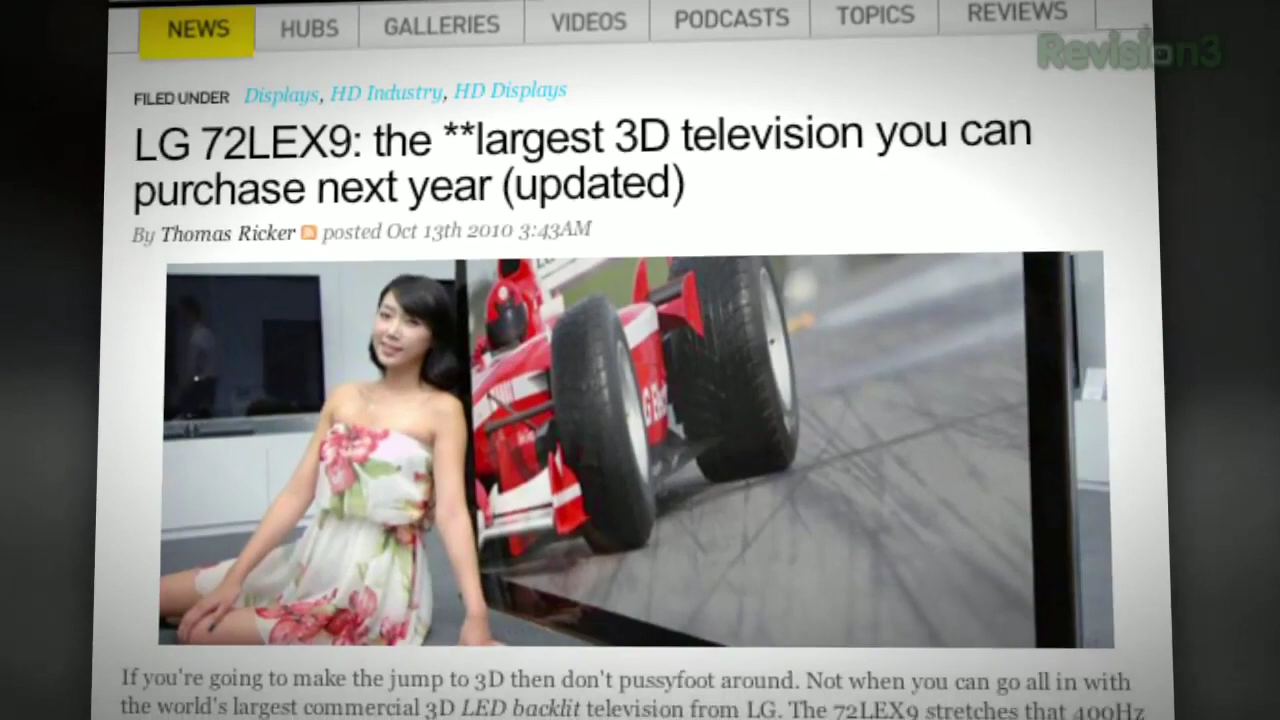 NEWS HUBS GALLERIES VIDEOS PODCASTS TOPICS REVIEWS
Revision3
FILED UNDER Displays, HD Industry, HD Displays
LG 72LEX9: the **largest 3D television you can
purchase next year (updated)
By Thomas Ricker posted Oct 13th 2010 3:43AM
If you're going to make the jump to 3D then don't pussyfoot around. Not when you can go all in with
the world's largest commercial 3D LED backlit television from LG. The 72LEX9 stretches that 400Hz